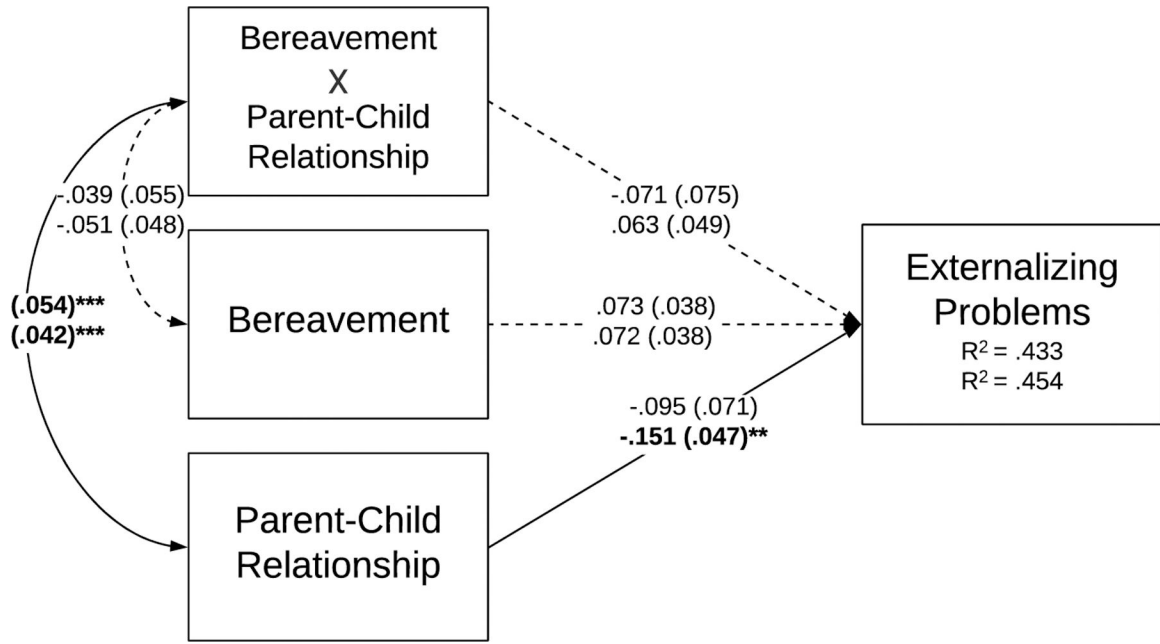 Bereavement
X
Parent-Child
Relationship
-.039 (.055)
-.051 (.048)
-.071 (.075)
.063 (.049)
(.054)***
(.042)***
Bereavement
.073 (.038)
.072 (.038)
Externalizing
Problems
R² = .433
R² = .454
-.095 (.071)
-.151 (.047)**
Parent-Child
Relationship